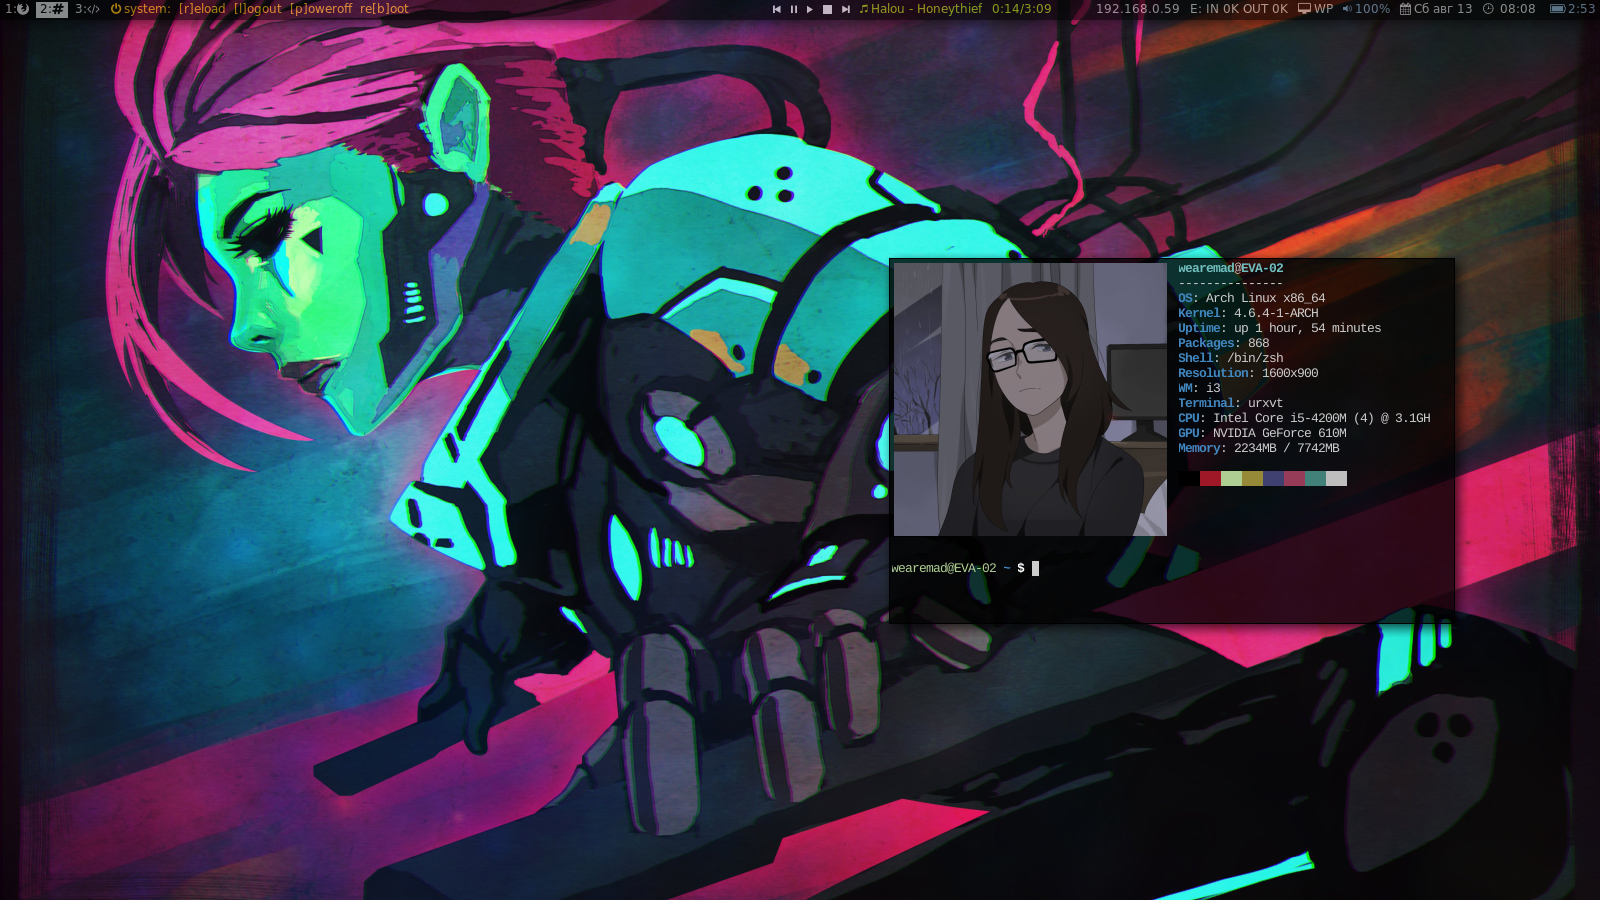 1: 2:# 3: system: [r]eload [l]ogout [p]oweroff re[b]oot Halou - Honeythief 0:14/3:09 192.168.0.59 E: IN 0K OUT 0K WP 100% Сб авг 13 08:08 2:53
wearemad@EVA-02
---------------
OS: Arch Linux x86_64
Kernel: 4.6.4-1-ARCH
Uptime: up 1 hour, 54 minutes
Packages: 868
Shell: /bin/zsh
Resolution: 1600x900
WM: i3
Terminal: urxvt
CPU: Intel Core i5-4200M (4) @ 3.1GH
GPU: NVIDIA GeForce 610M
Memory: 2234MB / 7742MB
wearemad@EVA-02 ~ $